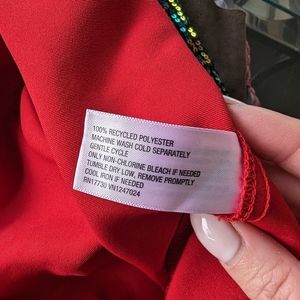 100% RECYCLED POLYESTER
MACHINE WASH COLD SEPARATELY
GENTLE CYCLE
ONLY NON-CHLORINE BLEACH IF NEEDED
TUMBLE DRY LOW, REMOVE PROMPTLY
COOL IRON IF NEEDED
RN17730 VN1247024